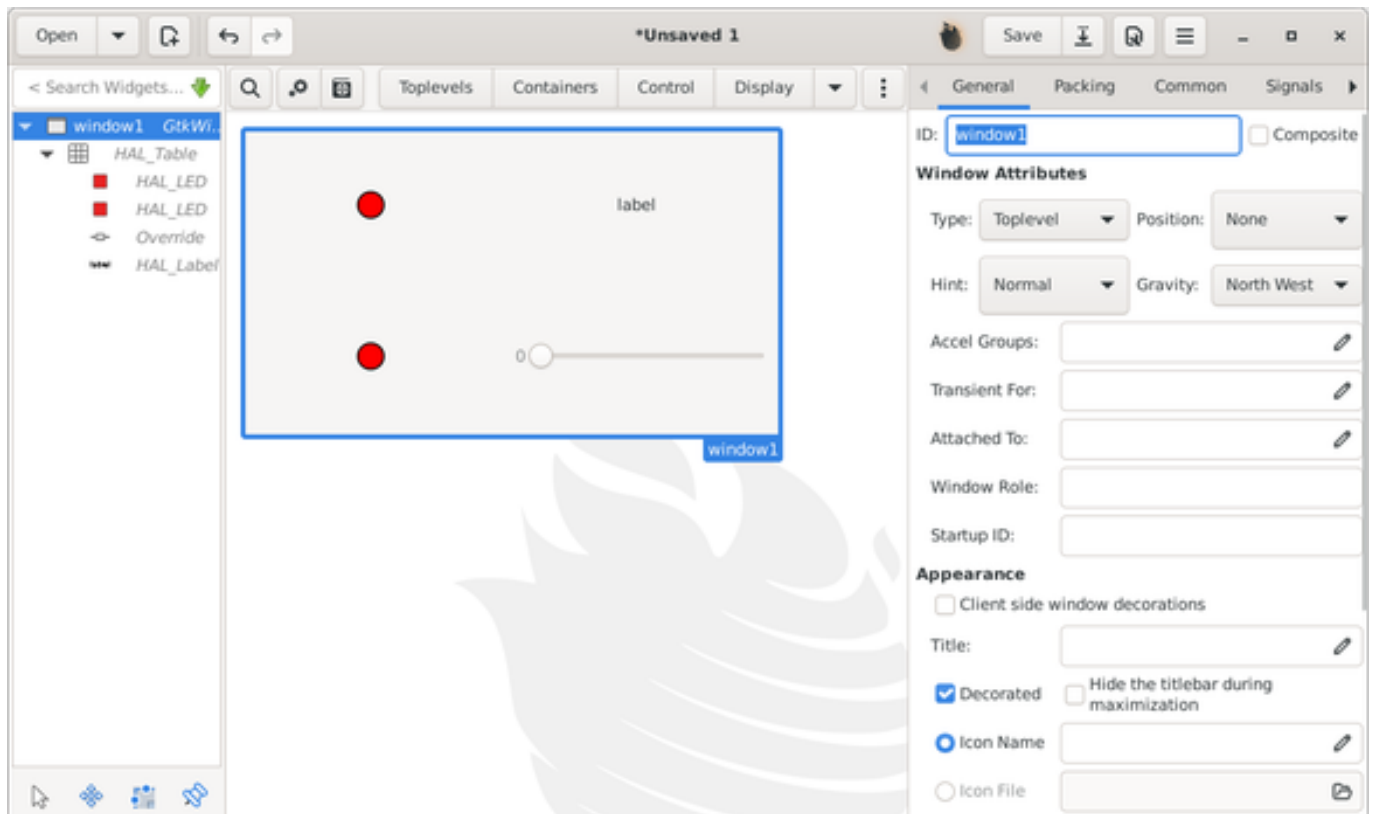 Open
*Unsaved 1
Save
< Search Widgets...
Toplevels Containers Control Display
General Packing Common Signals
window1 GtkWi..
HAL_Table
HAL_LED
HAL_LED
Override
HAL_Label
label
0
window1
ID: window1 Composite
Window Attributes
Type: Toplevel Position: None
Hint: Normal Gravity: North West
Accel Groups:
Transient For:
Attached To:
Window Role:
Startup ID:
Appearance
Client side window decorations
Title:
Decorated Hide the titlebar during
maximization
Icon Name
Icon File